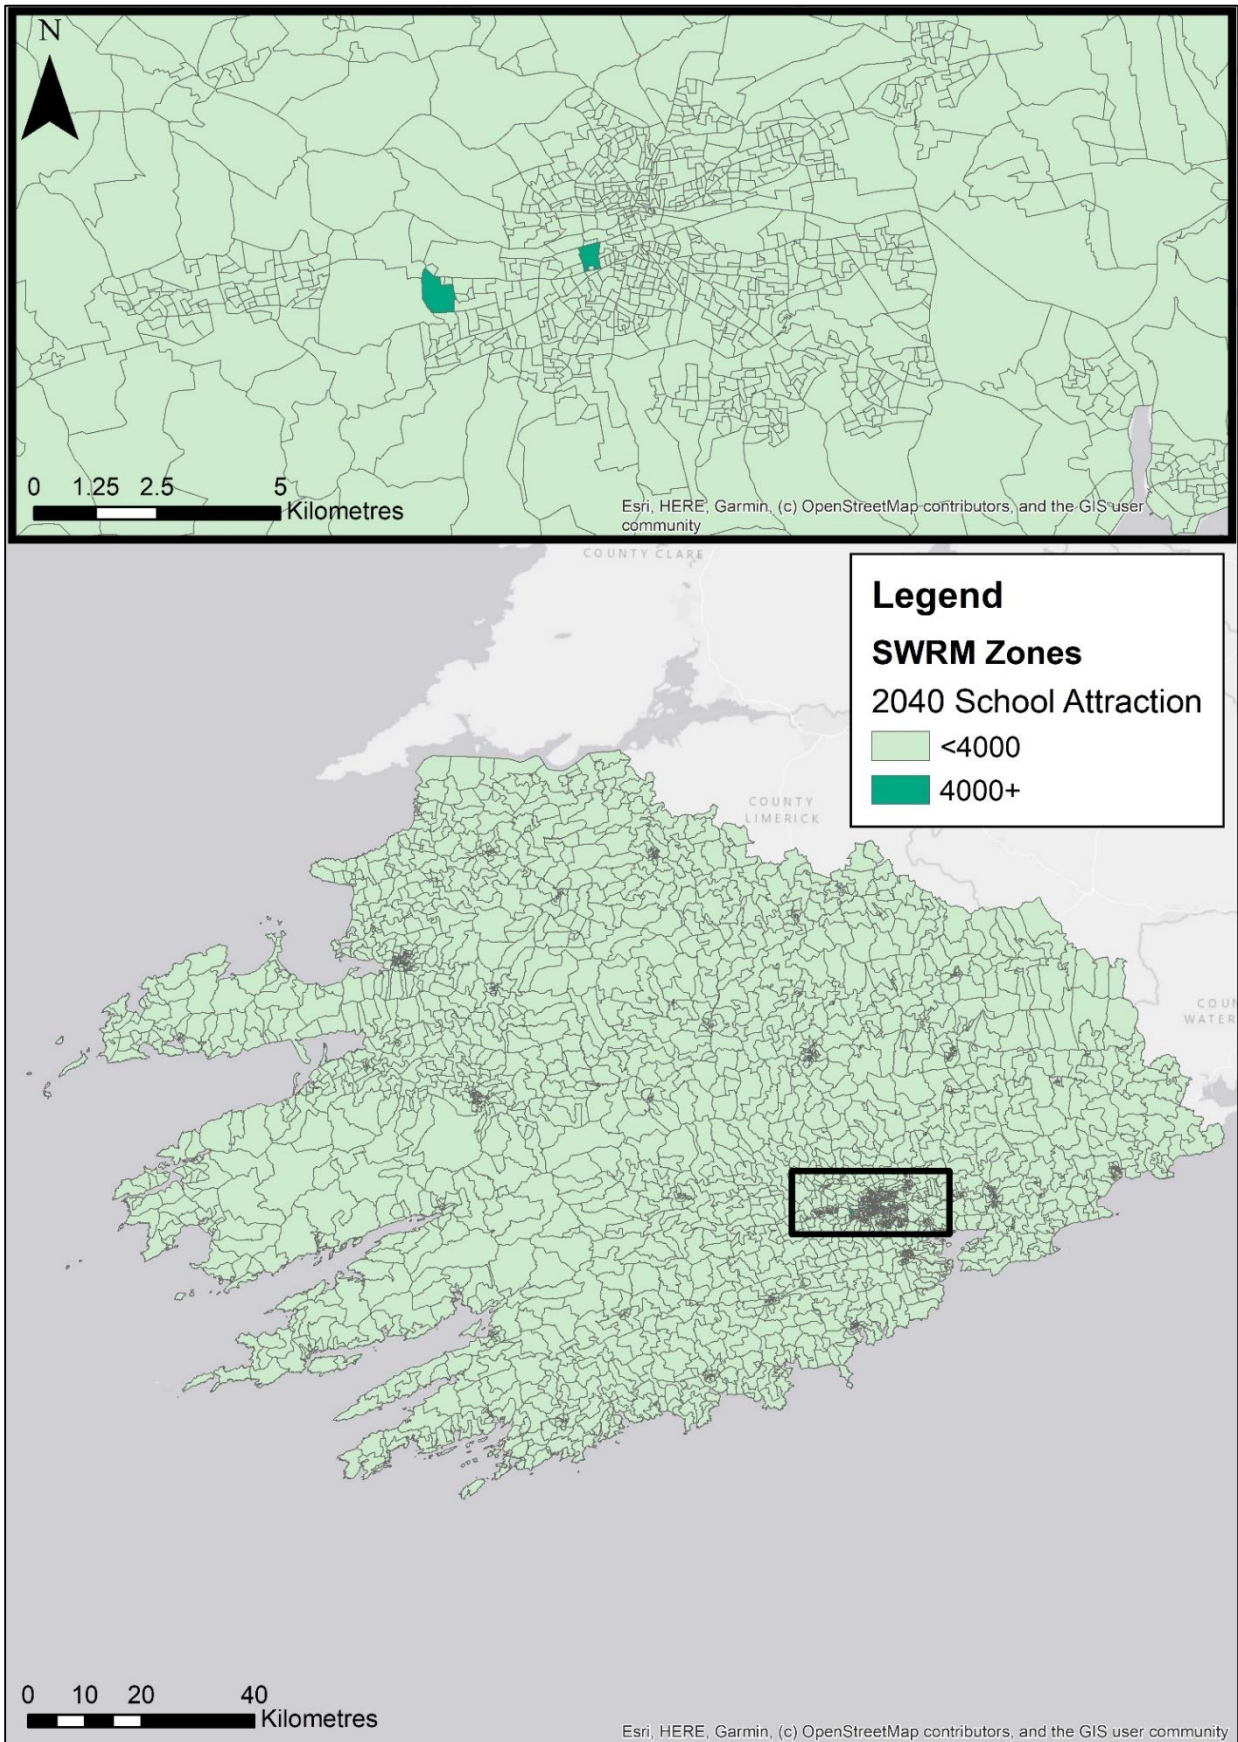 N
0 1.25 2.5 5
Kilometres
Esri, HERE, Garmin, (c) OpenStreetMap contributors, and the GIS user
community
COUNTY CLARE
Legend
SWRM Zones
2040 School Attraction
<4000
4000+
COUNTY
LIMERICK
COUN
WATER
0 10 20 40
Kilometres
Esri, HERE, Garmin, (c) OpenStreetMap contributors, and the GIS user community